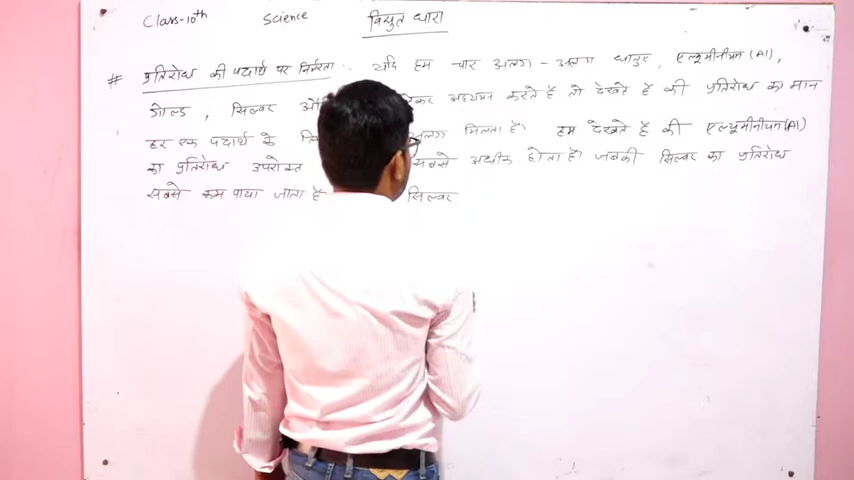 Class-10th Science विद्युत धारा
# प्रतिरोध की पदार्थ पर निर्भरता :- यदि हम चार अलग - अलग धातुए, एल्यूमीनीयम (Al),
गोल्ड, सिल्वर लेकर अध्ययन करते है तो देखते है की प्रतिरोध का मान
हर एक पदार्थ के अलग मिलता है। हम देखते है की एल्यूमीनीयम (Al)
का प्रतिरोध उपरोक्त सबसे अधीक होता है। जबकी सिल्वर का प्रतिरोध
सबसे कम पाया जाता है सिल्वर